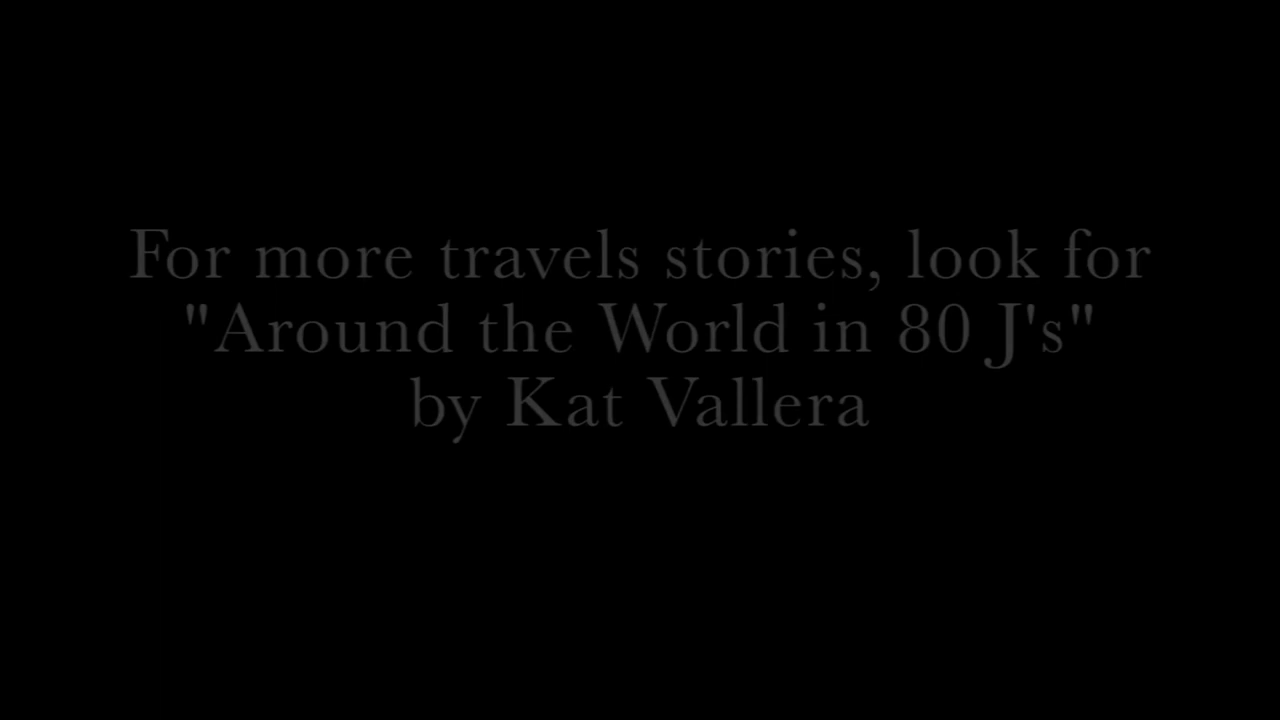 For more travels stories, look for
"Around the World in 80 J's"
by Kat Vallera